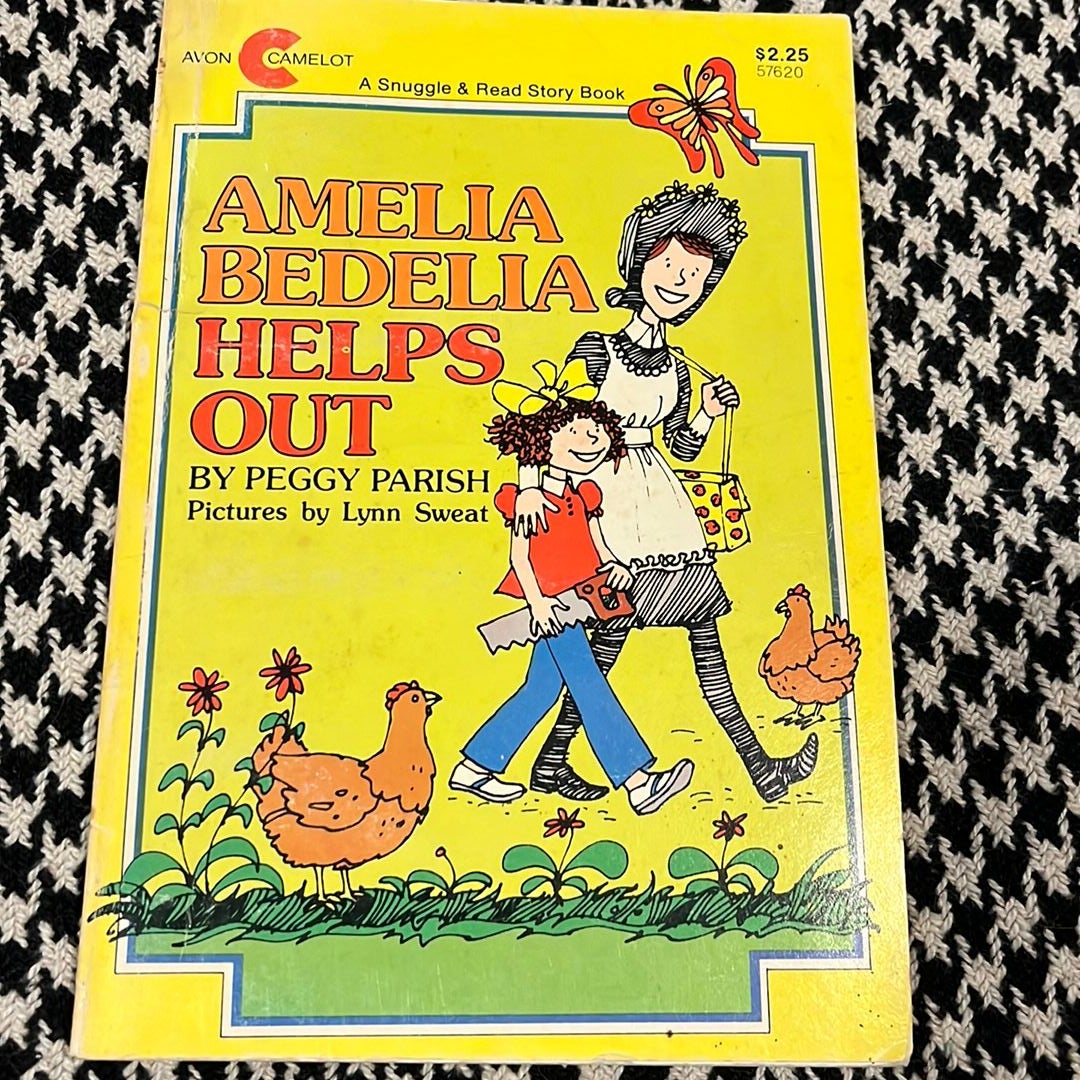 AVON CAMELOT
$2.25
57620
A Snuggle & Read Story Book
AMELIA
BEDELIA
HELPS
OUT
BY PEGGY PARISH
Pictures by Lynn Sweat